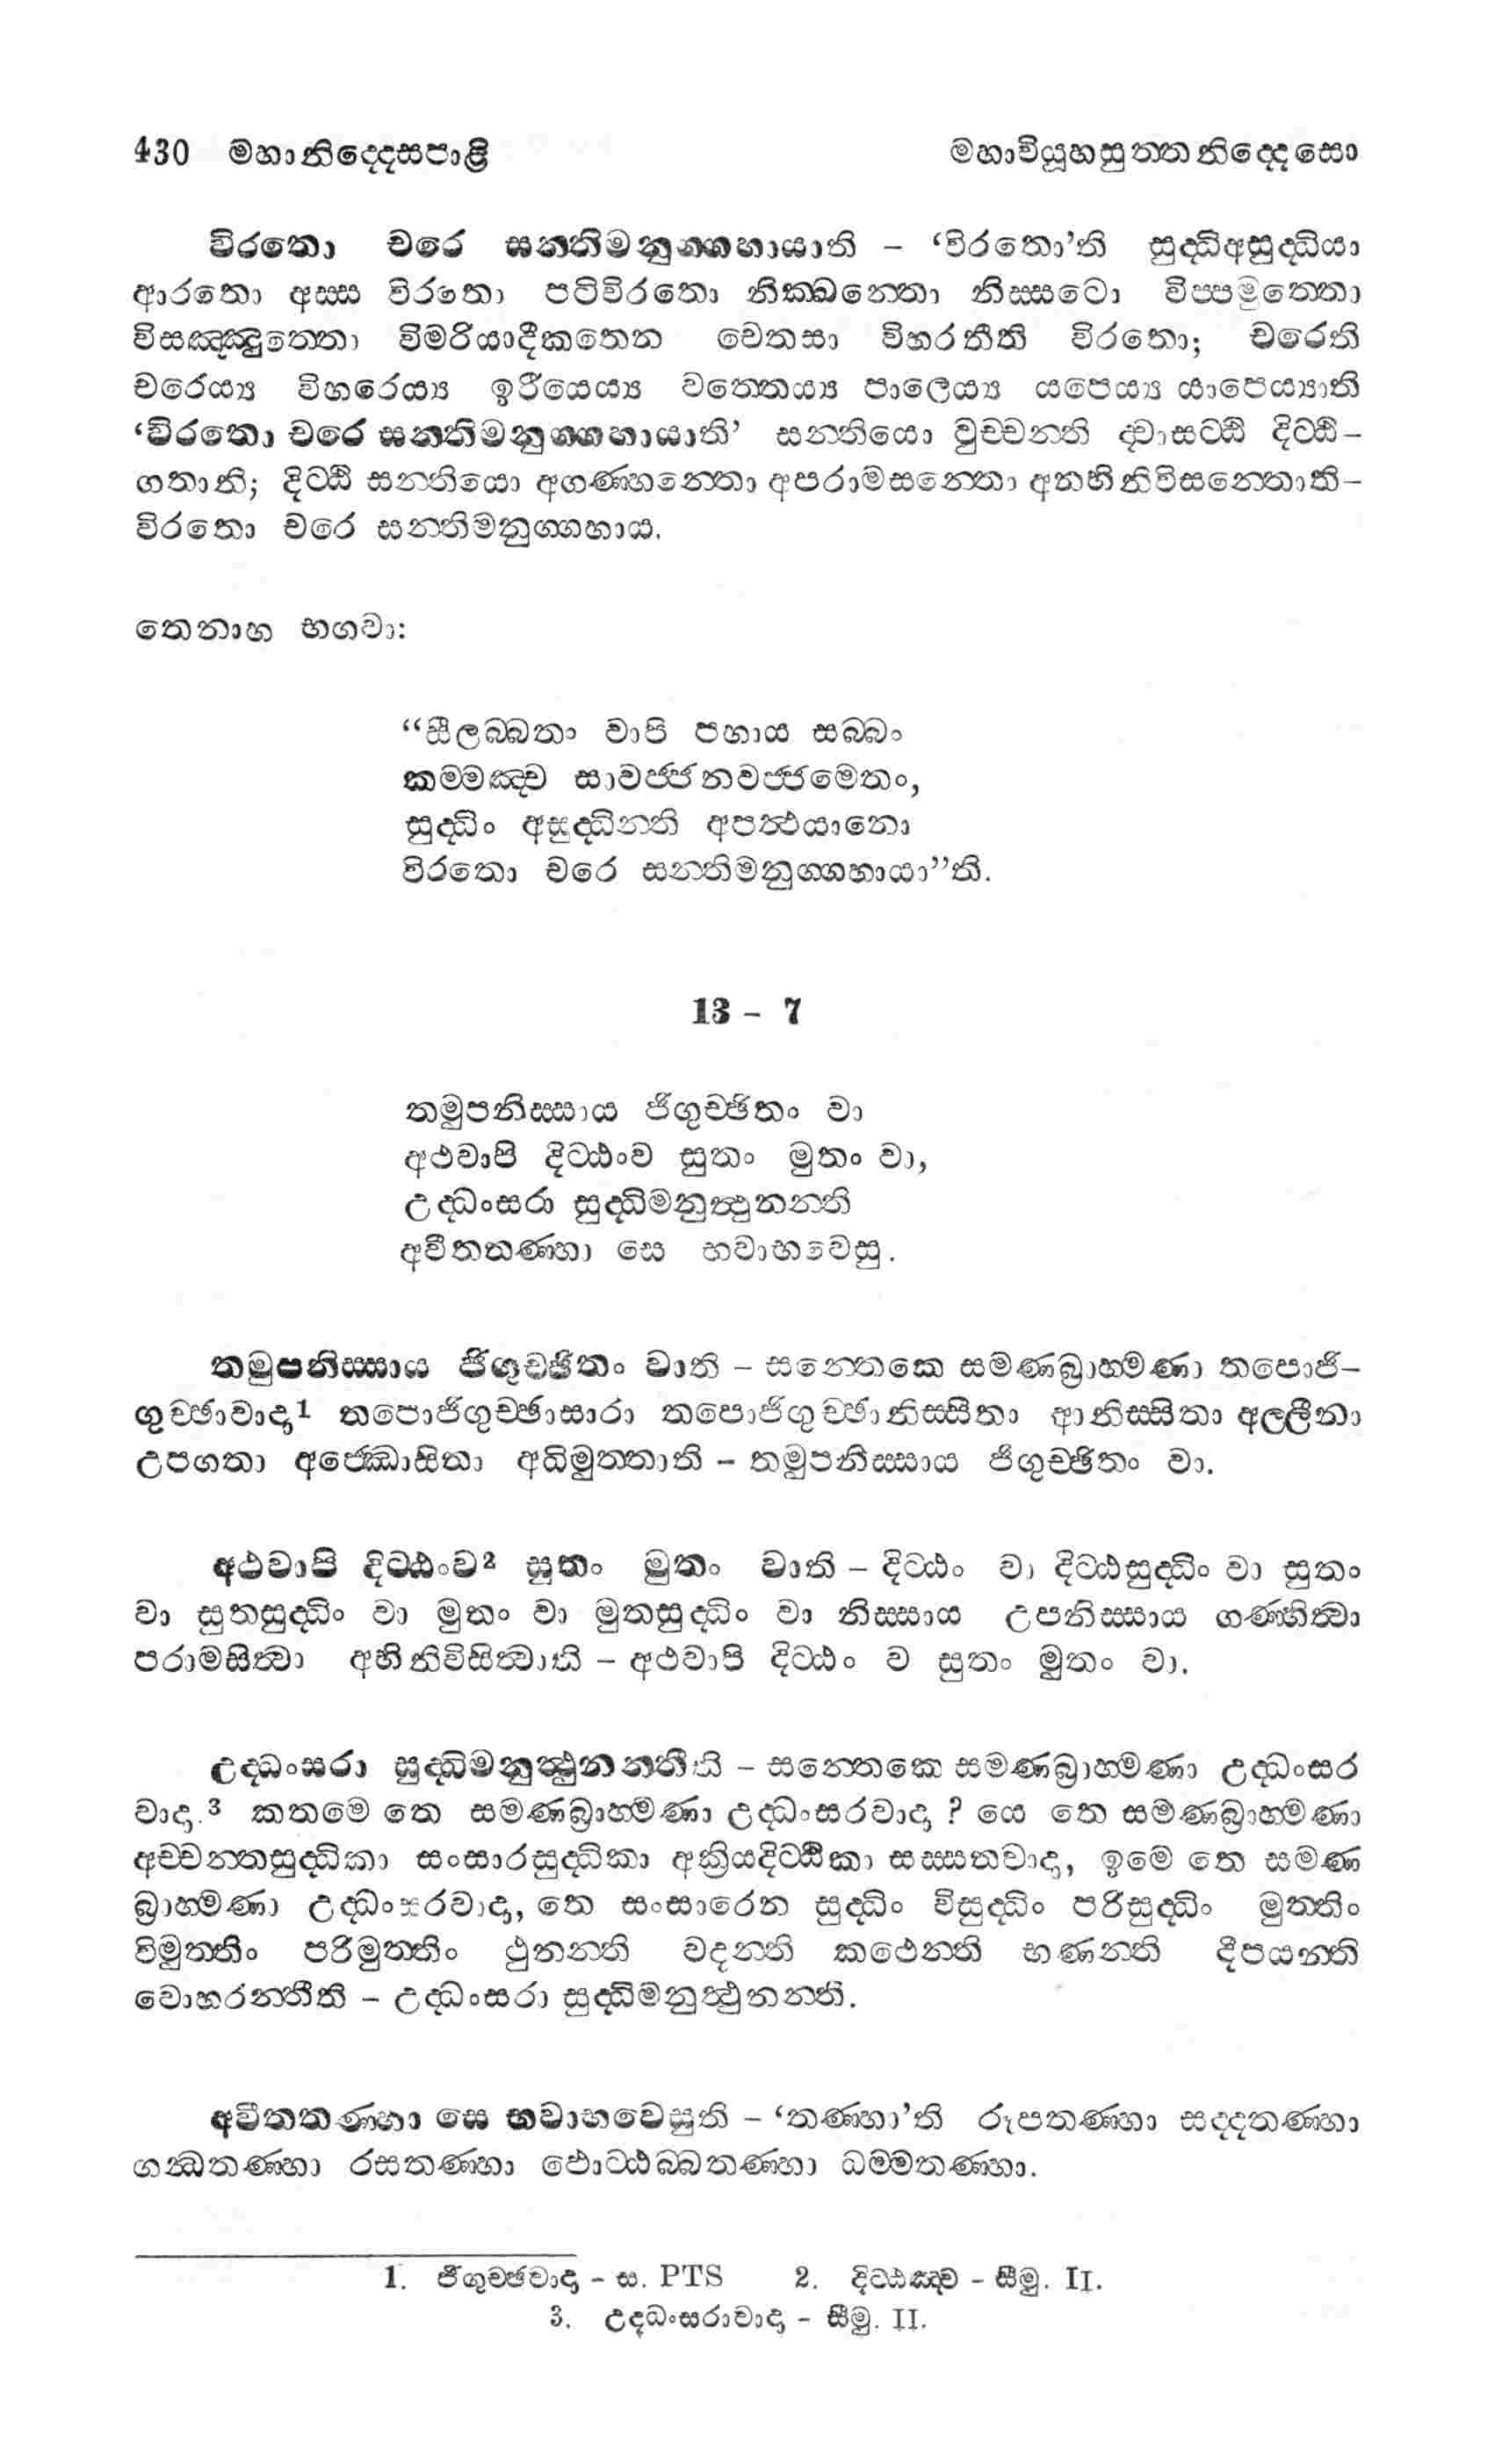 430 මහානිද්දෙසපාළි
මහාවියූහසුත්තනිද්දෙසො
විරතො චරෙ සන්තිමනුග්ගහායාති – ‘විරතො’ති සුද්ධිඅසුද්ධියා
ආරතො අස්ස විරතො පටිවිරතො නික්ඛන්තො නිස්සටො විප්පමුත්තො
විසඤ්ඤුත්තො විමරියාදීකතෙන චෙතසා විහරතීති විරතො; චරෙති
චරෙය්‍ය විහරෙය්‍ය ඉරියෙය්‍ය වත්තෙය්‍ය පාලෙය්‍ය යපෙය්‍ය යාපෙය්‍යාති
‘විරතො චරෙ සන්තිමනුග්ගහායාති’ සන්තියො වුච්චන්ති ද්වාසට්ඨි දිට්ඨි–
ගතානි; දිට්ඨි සන්තියො අගණ්හන්තො අපරාමසන්තො අනභිනිවිසන්තොති–
විරතො චරෙ සන්තිමනුග්ගහාය.
තෙනාහ භගවා:
“සීලබ්බතං වාපි පහාය සබ්බං
කම්මඤ්ච සාවජ්ජනවජ්ජමෙතං,
සුද්ධිං අසුද්ධින්ති අපත්‍ථයානො
විරතො චරෙ සන්තිමනුග්ගහායා”ති.
13 – 7
තමුපනිස්සාය ජිගුච්ඡිතං වා
අථවාපි දිට්ඨංව සුතං මුතං වා,
උද්ධංසරා සුද්ධිමනුත්‍ථුනන්ති
අවීතතණ්හා සෙ භවාභවෙසු.
තමුපනිස්සාය ජිගුච්ඡිතං වාති – සන්තෙකෙ සමණබ්‍රාහ්මණා තපොජි–
ගුච්ඡාවාදා1 තපොජිගුච්ඡාසාරා තපොජිගුච්ඡානිස්සිතා ආනිස්සිතා අල්ලීනා
උපගතා අජ්ඣොසිතා අධිමුත්තාති – තමුපනිස්සාය ජිගුච්ඡිතං වා.
අථවාපි දිට්ඨංව2 සුතං මුතං වාති – දිට්ඨං වා දිට්ඨසුද්ධිං වා සුතං
වා සුතසුද්ධිං වා මුතං වා මුතසුද්ධිං වා නිස්සාය උපනිස්සාය ගණ්හිත්‍වා
පරාමසිත්‍වා අභිනිවිසිත්‍වාති – අථවාපි දිට්ඨං ව සුතං මුතං වා.
උද්ධංසරා සුද්ධිමනුත්‍ථුනන්තීති – සන්තෙකෙ සමණබ්‍රාහ්මණා උද්ධංසර
වාදා.3 කතමෙ තෙ සමණබ්‍රාහ්මණා උද්ධංසරවාදා ? යෙ තෙ සමණබ්‍රාහ්මණා
අච්චන්තසුද්ධිකා සංසාරසුද්ධිකා අක්‍රියදිට්ඨිකා සස්සතවාදා, ඉමෙ තෙ සමණ
බ්‍රාහ්මණා උද්ධංසරවාදා, තෙ සංසාරෙන සුද්ධිං විසුද්ධිං පරිසුද්ධිං මුත්තිං
විමුත්තිං පරිමුත්තිං ථුනන්ති වදන්ති කථෙන්ති භණන්ති දීපයන්ති
වොහරන්තීති – උද්ධංසරා සුද්ධිමනුත්‍ථුනන්ති.
අවීතතණ්හා සෙ භවාභවෙසුති – ‘තණ්හා’ති රූපතණ්හා සද්දතණ්හා
ගන්ධතණ්හා රසතණ්හා ඵොට්ඨබ්බතණ්හා ධම්මතණ්හා.
1. ජිගුච්ඡවාදා – ස. PTS 2. දිට්ඨඤ්ච – සීමු. II.
3. උද්ධංසරාවාදා – සීමු. II.